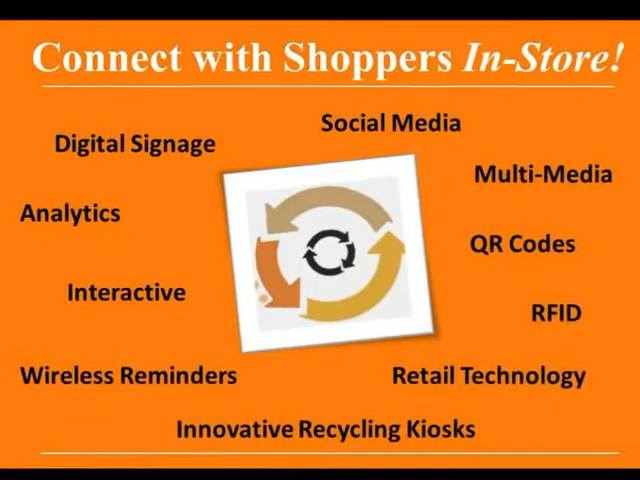 Connect with Shoppers In-Store!
Social Media
Digital Signage
Multi-Media
Analytics
QR Codes
Interactive
RFID
Wireless Reminders
Retail Technology
Innovative Recycling Kiosks